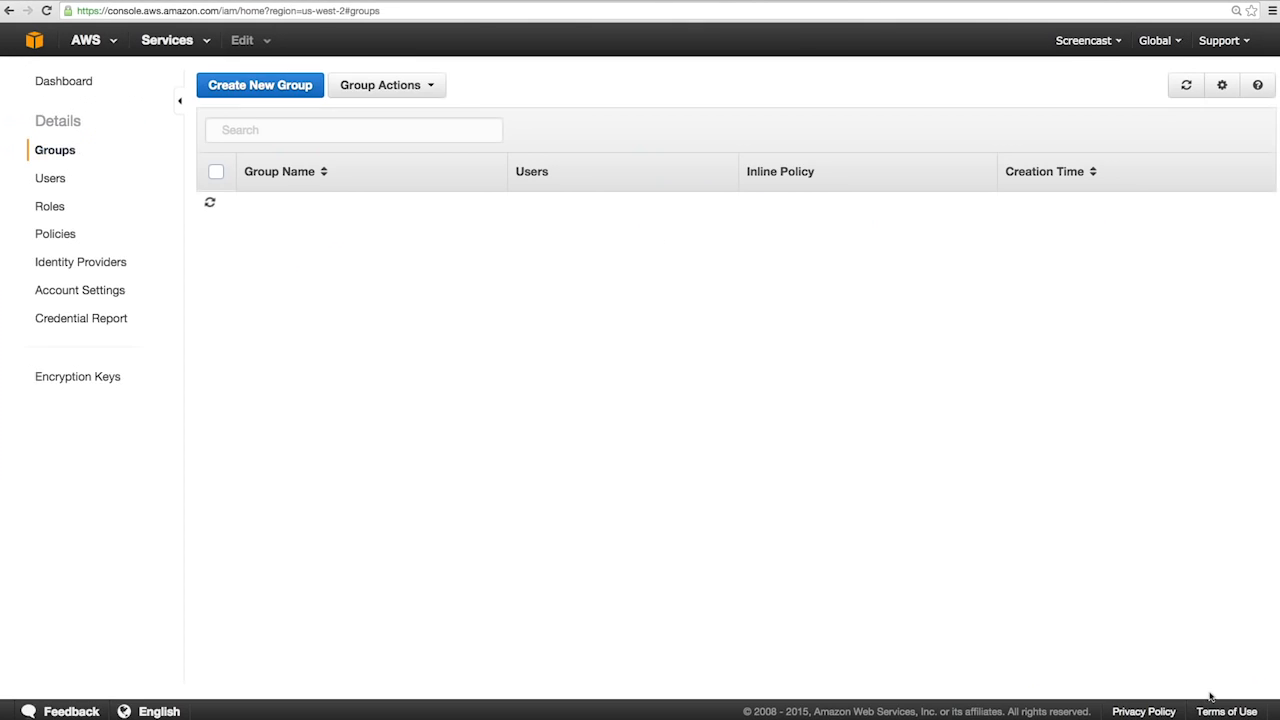 https://console.aws.amazon.com/iam/home?region=us-west-2#groups
AWS Services Edit Screencast Global Support
Dashboard
Details
Groups
Users
Roles
Policies
Identity Providers
Account Settings
Credential Report
Encryption Keys
Create New Group Group Actions
Search
Group Name Users Inline Policy Creation Time
Feedback English © 2008 - 2015, Amazon Web Services, Inc. or its affiliates. All rights reserved. Privacy Policy Terms of Use